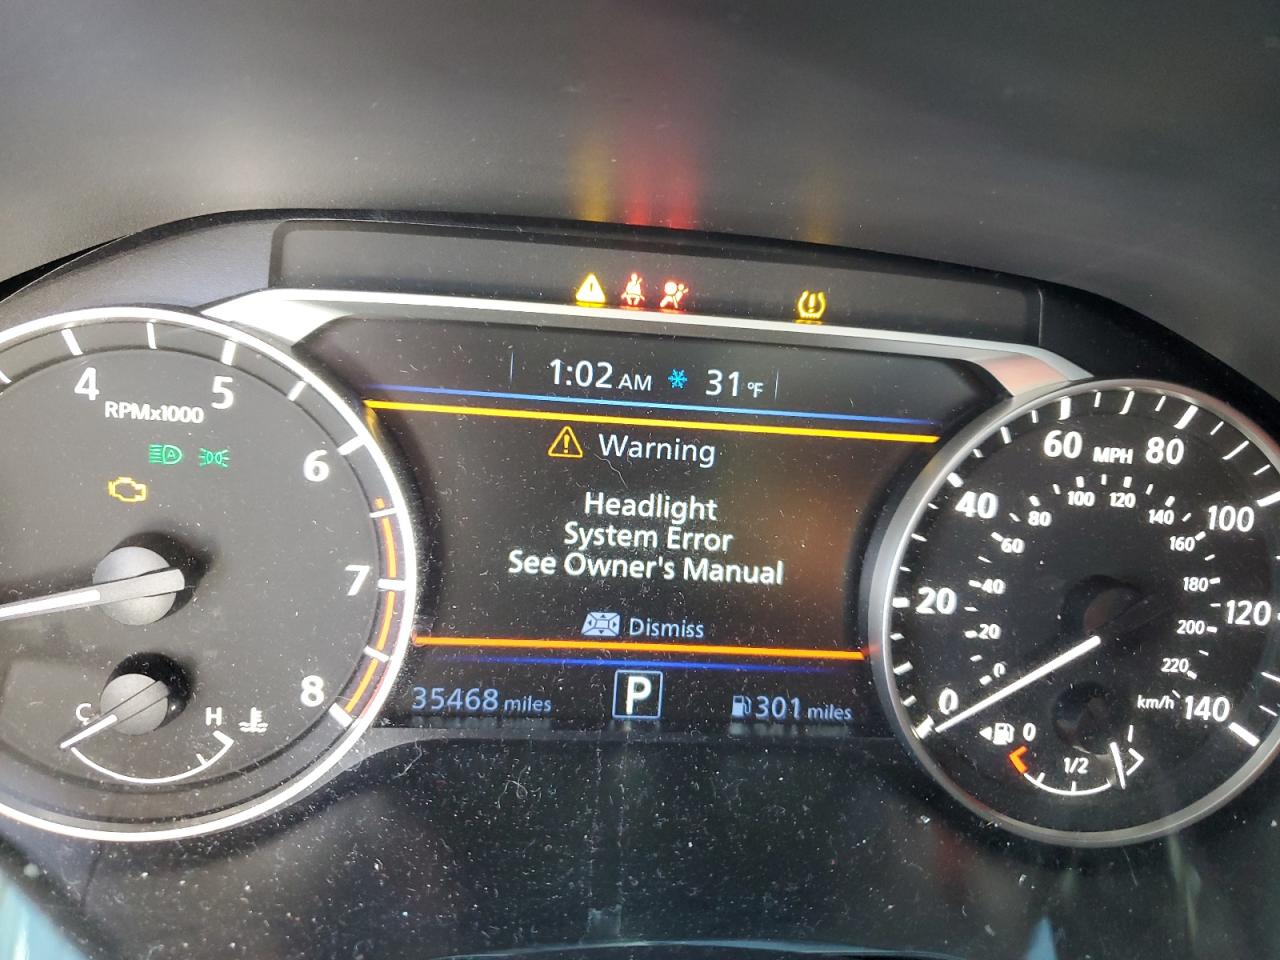 1:02 AM 31 °F
Warning
Headlight
System Error
See Owner's Manual
Dismiss
35468 miles
P
301 miles
4
5
6
7
8
RPMx1000
A
C
H
0
20
40
60
80
100
120
140
MPH
0
20
40
60
80
100
120
140
160
180
200
220
km/h
0
1/2
1